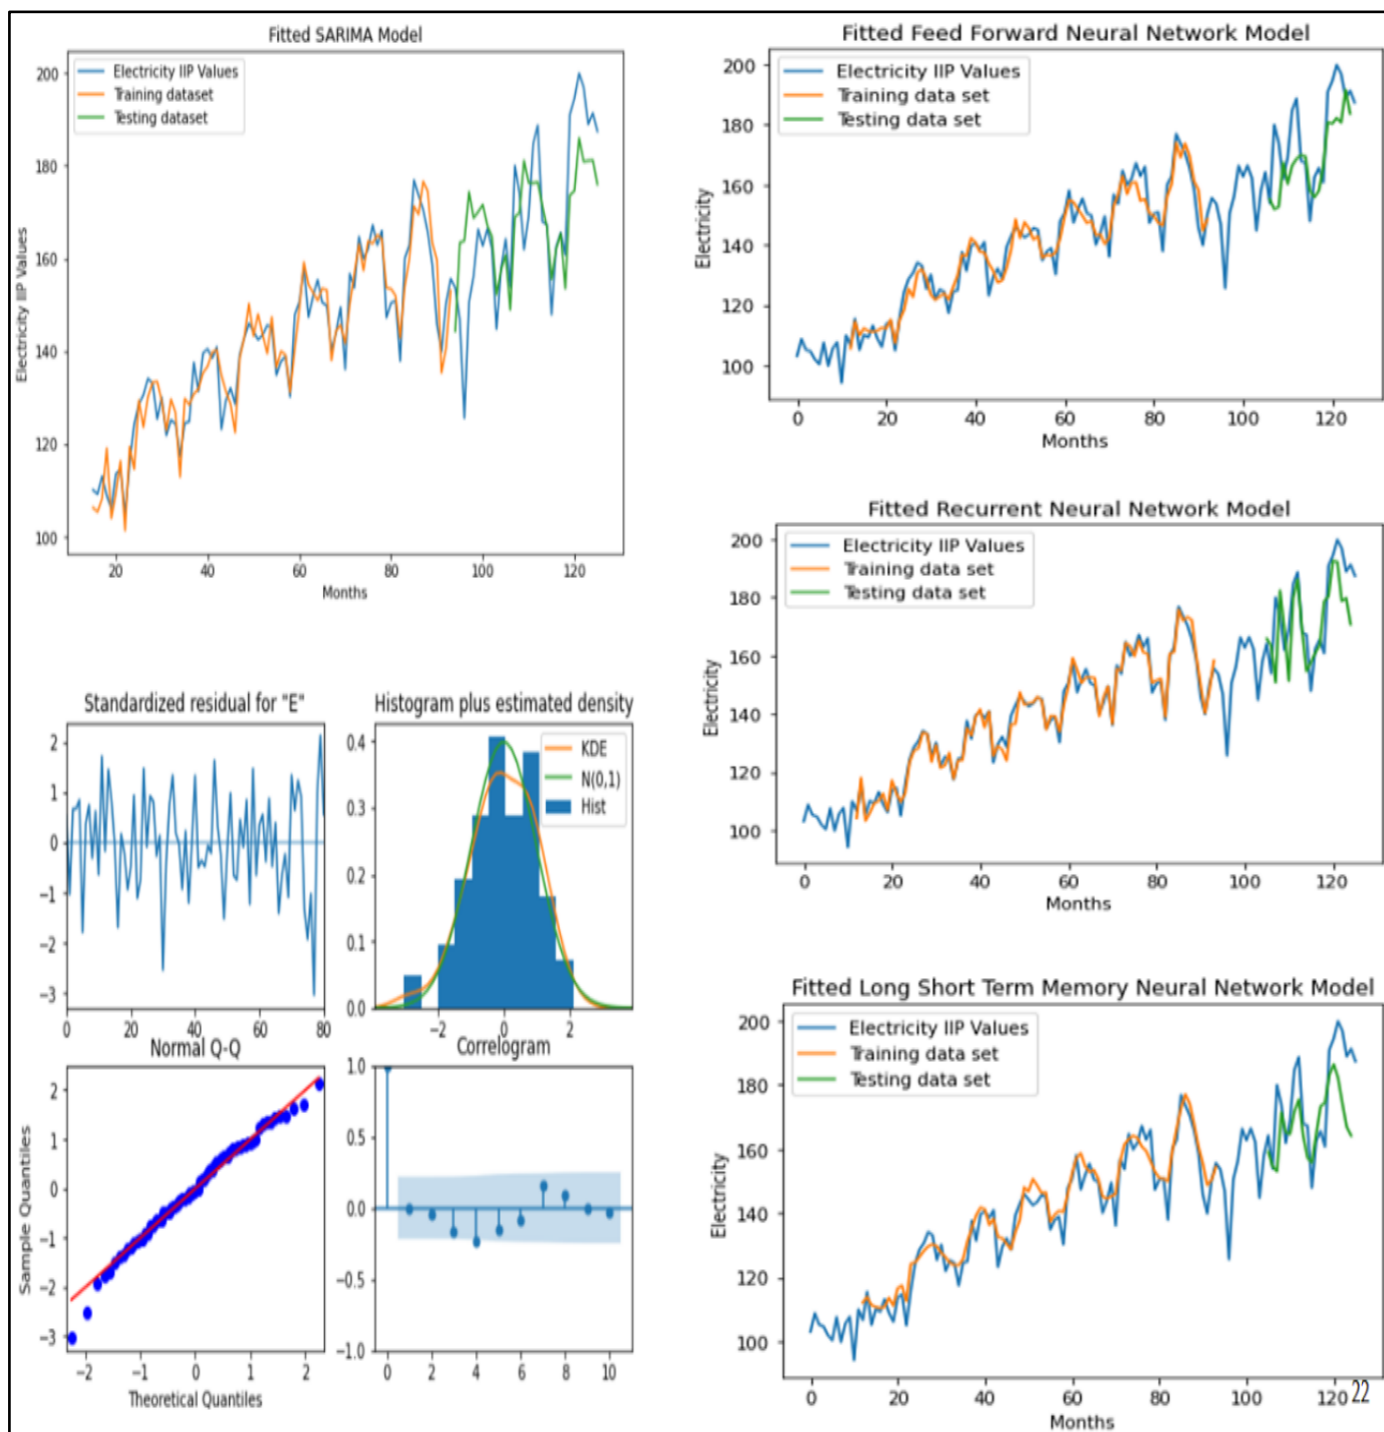 Fitted SARIMA Model
Electricity IIP Values
Training dataset
Testing dataset
200
180
160
140
120
100
Electricity IIP Values
20 40 60 80 100 120
Months
Standardized residual for "E"
2
1
0
−1
−2
−3
0 20 40 60 80
Histogram plus estimated density
KDE
N(0,1)
Hist
0.4
0.3
0.2
0.1
0.0
−2 0 2
Normal Q-Q
2
1
0
−1
−2
−3
Sample Quantiles
−2 −1 0 1 2
Theoretical Quantiles
Correlogram
1.0
0.5
0.0
−0.5
−1.0
0 2 4 6 8 10
Fitted Feed Forward Neural Network Model
Electricity IIP Values
Training data set
Testing data set
200
180
160
140
120
100
Electricity
0 20 40 60 80 100 120
Months
Fitted Recurrent Neural Network Model
Electricity IIP Values
Training data set
Testing data set
200
180
160
140
120
100
Electricity
0 20 40 60 80 100 120
Months
Fitted Long Short Term Memory Neural Network Model
Electricity IIP Values
Training data set
Testing data set
200
180
160
140
120
100
Electricity
0 20 40 60 80 100 120
Months
22